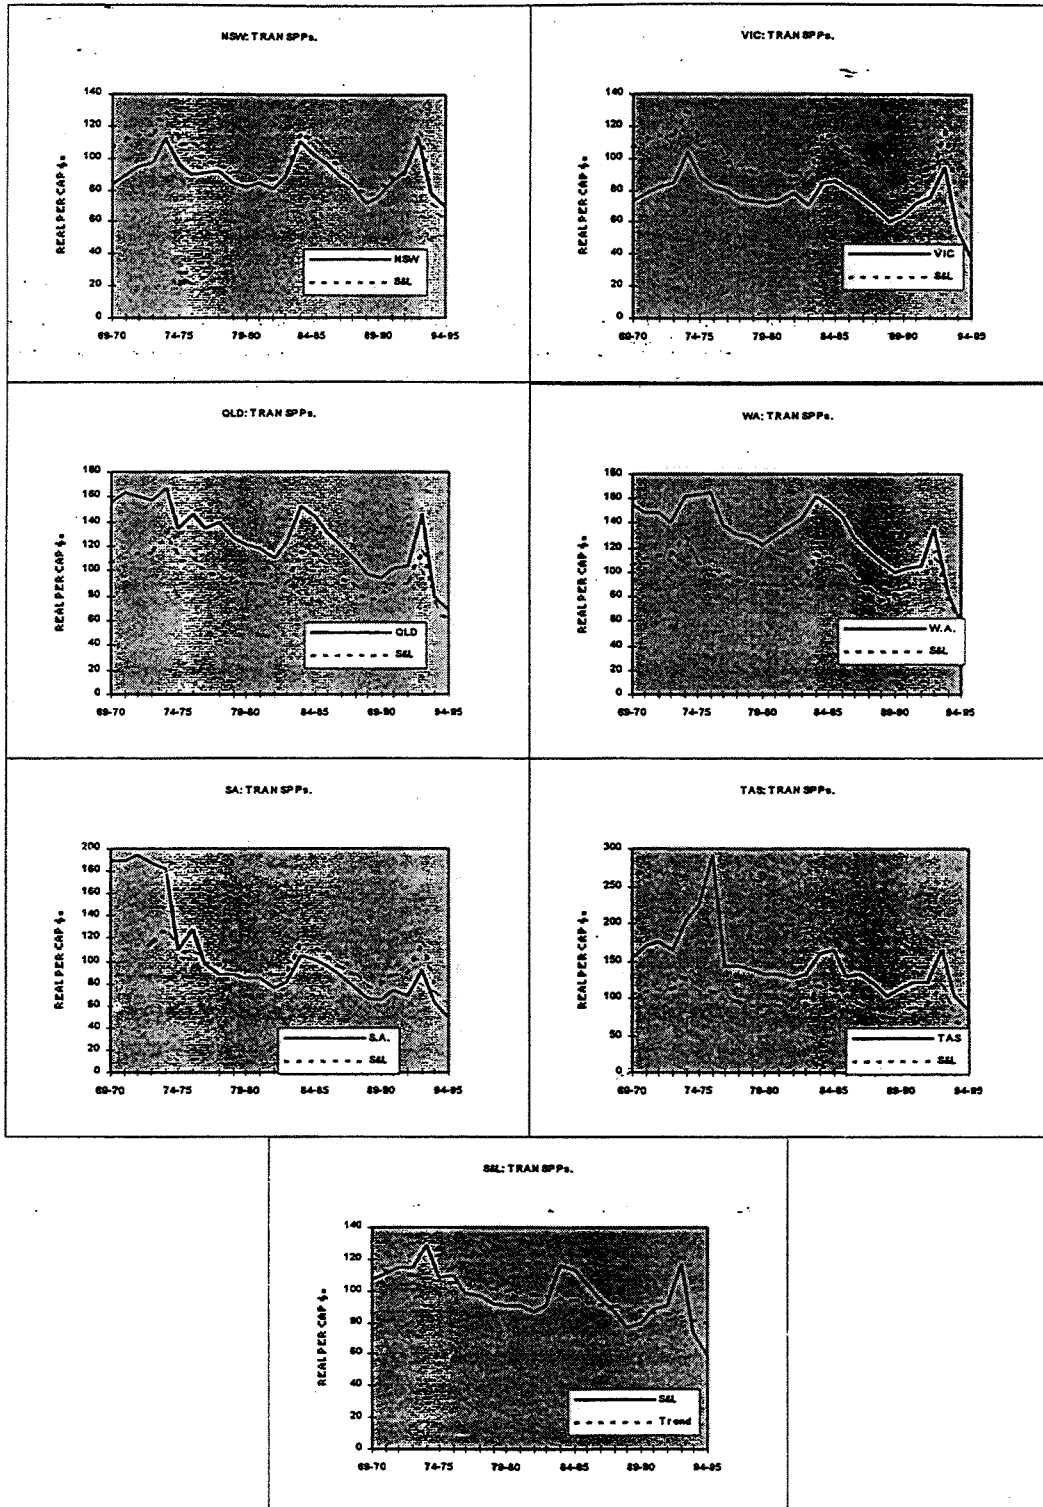 NSW: TRAN SPPs.
REAL PER CAP $s
140
120
100
80
60
40
20
0
NSW
S&L
69-70 74-75 79-80 84-85 89-90 94-95
VIC: TRAN SPPs.
REAL PER CAP $s
140
120
100
80
60
40
20
0
VIC
S&L
69-70 74-75 79-80 84-85 89-90 94-95
QLD: TRAN SPPs.
REAL PER CAP $s
180
160
140
120
100
80
60
40
20
0
QLD
S&L
69-70 74-75 79-80 84-85 89-90 94-95
WA: TRAN SPPs.
REAL PER CAP $s
180
160
140
120
100
80
60
40
20
0
W.A.
S&L
69-70 74-75 79-80 84-85 89-90 94-95
SA: TRAN SPPs.
REAL PER CAP $s
200
180
160
140
120
100
80
60
40
20
0
S.A.
S&L
69-70 74-75 79-80 84-85 89-90 94-95
TAS: TRAN SPPs.
REAL PER CAP $s
300
250
200
150
100
50
0
TAS
S&L
69-70 74-75 79-80 84-85 89-90 94-95
S&L: TRAN SPPs.
REAL PER CAP $s
140
120
100
80
60
40
20
0
S&L
Trend
69-70 74-75 79-80 84-85 89-90 94-95